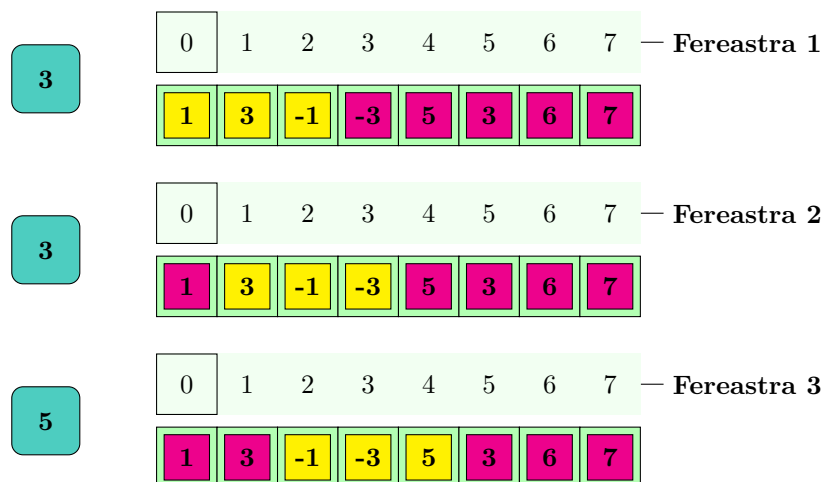 0 1 2 3 4 5 6 7 Fereastra 1
3
1 3 -1 -3 5 3 6 7
0 1 2 3 4 5 6 7 Fereastra 2
3
1 3 -1 -3 5 3 6 7
0 1 2 3 4 5 6 7 Fereastra 3
5
1 3 -1 -3 5 3 6 7